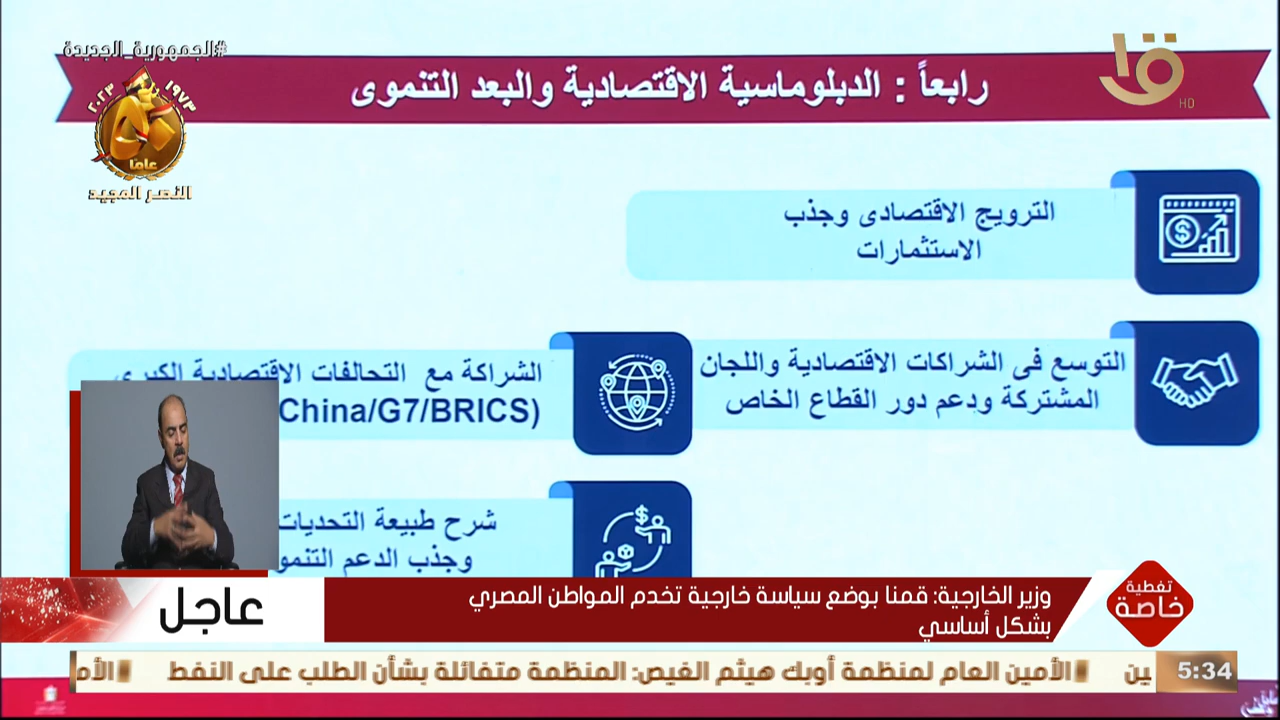 #الجمهورية_الجديدة
HD
١٩٧٣
٢٠٢٣
عامًا
النصر المجيد
رابعاً : الدبلوماسية الاقتصادية والبعد التنموى
الترويج الاقتصادى وجذب
الاستثمارات
التوسع فى الشراكات الاقتصادية واللجان
المشتركة ودعم دور القطاع الخاص
الشراكة مع التحالفات الاقتصادية الكبرى
China/G7/BRICS)
شرح طبيعة التحديات
وجذب الدعم
تغطية
خاصة
وزير الخارجية: قمنا بوضع سياسة خارجية تخدم المواطن المصري
بشكل أساسي
عاجل
5:34
الأمين العام لمنظمة أوبك هيثم الغيص: المنظمة متفائلة بشأن الطلب على النفط